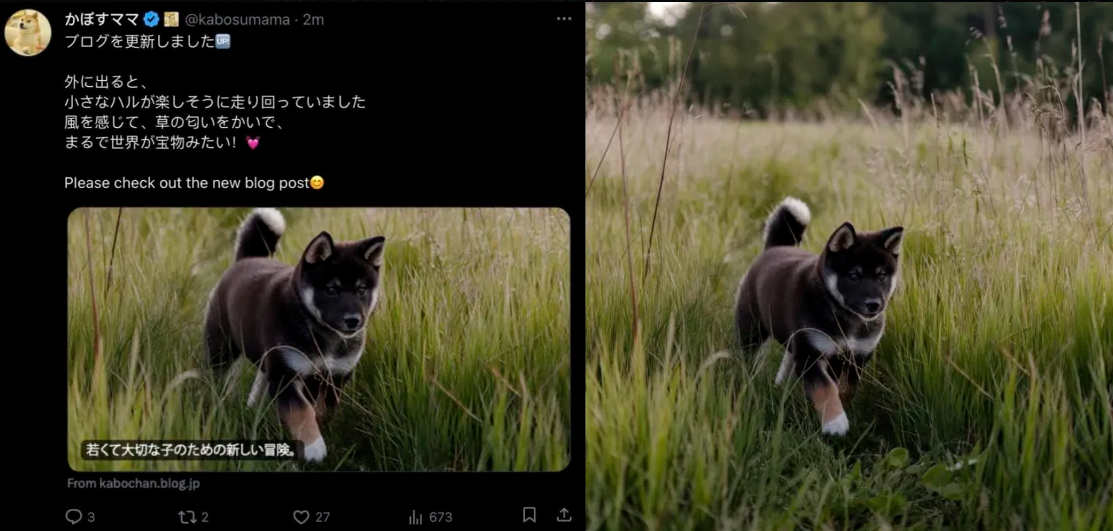 かぼすママ @kabosumama · 2m
ブログを更新しました🆙
外に出ると、
小さなハルが楽しそうに走り回っていました
風を感じて、草の匂いをかいで、
まるで世界が宝物みたい！💓
Please check out the new blog post😊
若くて大切な子のための新しい冒険。
From kabochan.blog.jp
3 2 27 673